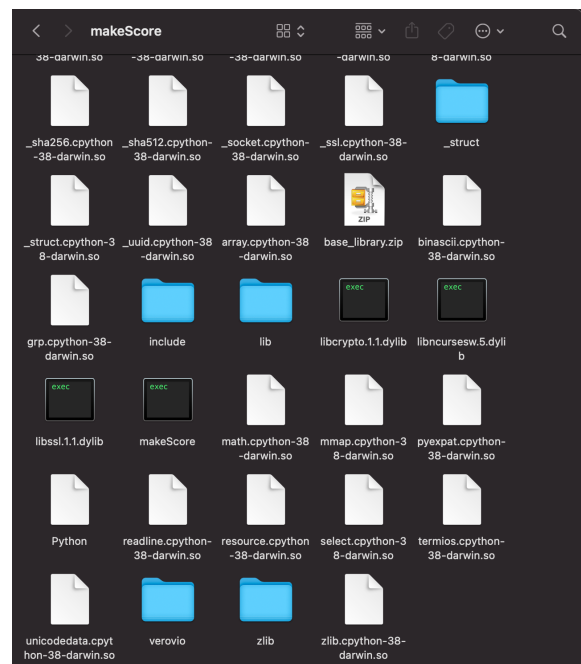 makeScore
38-darwin.so
-38-darwin.so
-38-darwin.so
-darwin.so
8-darwin.so
_sha256.cpython
-38-darwin.so
_sha512.cpython-
38-darwin.so
_socket.cpython-
38-darwin.so
_ssl.cpython-38-
darwin.so
_struct
ZIP
_struct.cpython-3
8-darwin.so
_uuid.cpython-38
-darwin.so
array.cpython-38
-darwin.so
base_library.zip
binascii.cpython-
38-darwin.so
exec
exec
grp.cpython-38-
darwin.so
include
lib
libcrypto.1.1.dylib
libncursesw.5.dyli
b
exec
exec
libssl.1.1.dylib
makeScore
math.cpython-38
-darwin.so
mmap.cpython-3
8-darwin.so
pyexpat.cpython-
38-darwin.so
Python
readline.cpython-
38-darwin.so
resource.cpython
-38-darwin.so
select.cpython-3
8-darwin.so
termios.cpython-
38-darwin.so
unicodedata.cpyt
hon-38-darwin.so
verovio
zlib
zlib.cpython-38-
darwin.so